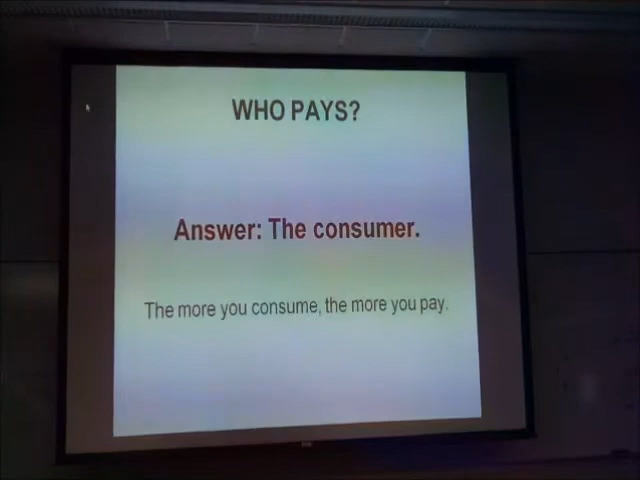 WHO PAYS?
Answer: The consumer.
The more you consume, the more you pay.